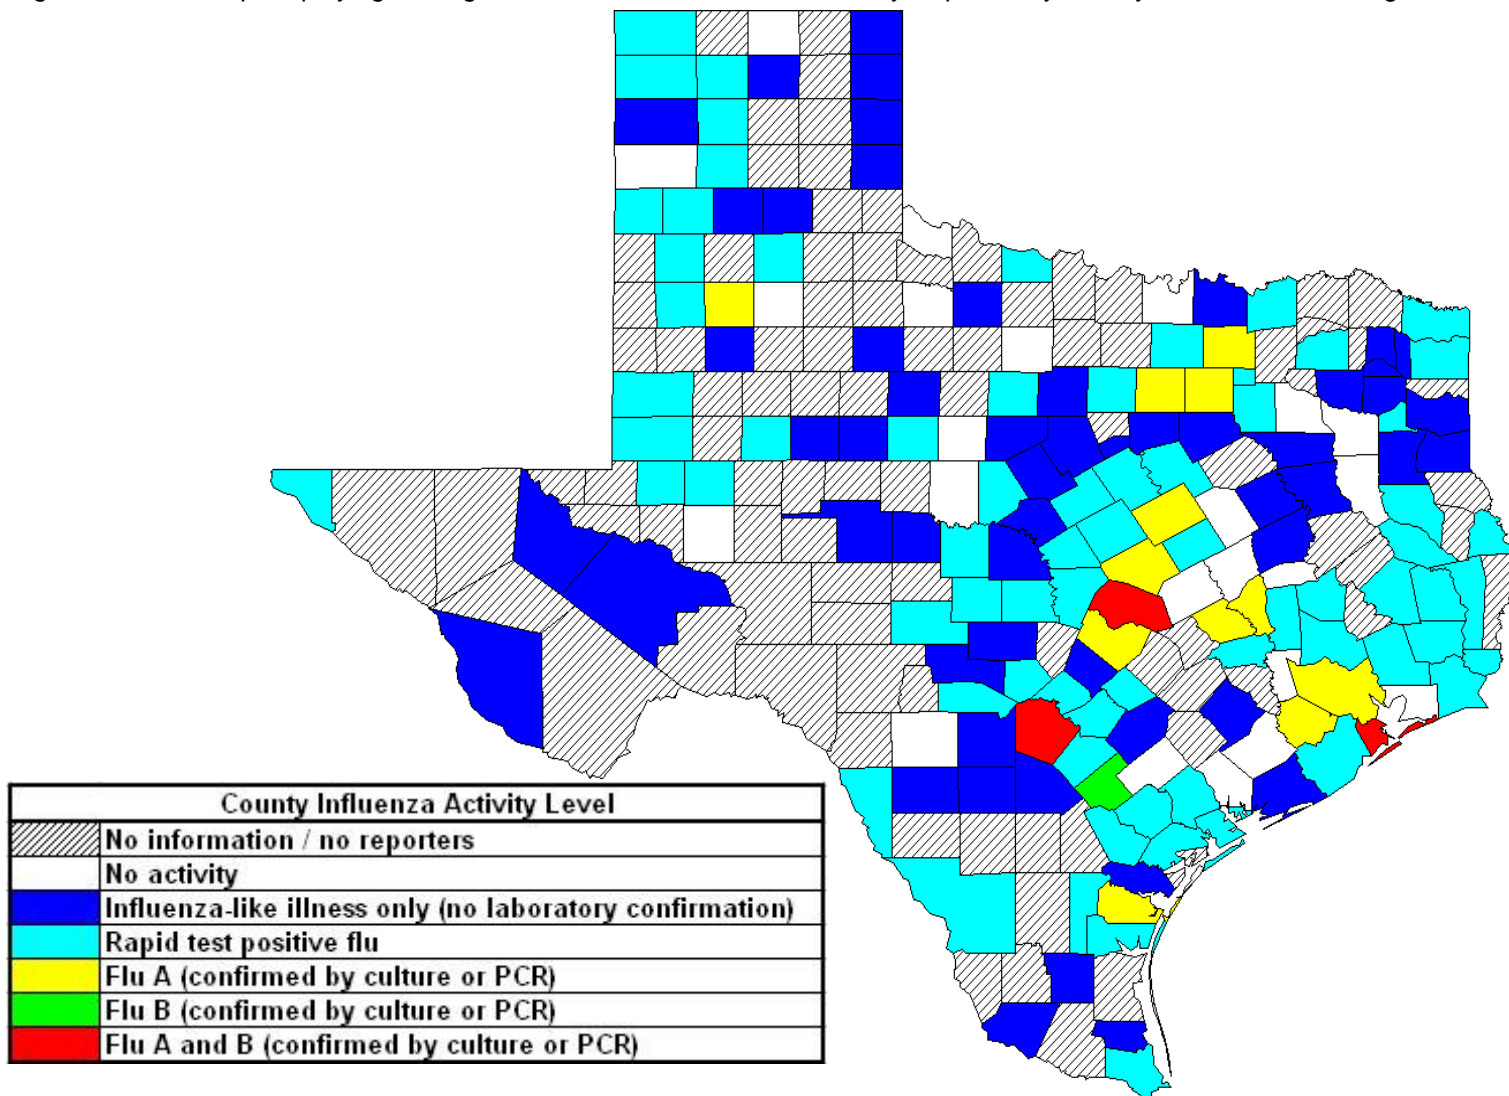 County Influenza Activity Level
No information / no reporters
No activity
Influenza-like illness only (no laboratory confirmation)
Rapid test positive flu
Flu A (confirmed by culture or PCR)
Flu B (confirmed by culture or PCR)
Flu A and B (confirmed by culture or PCR)